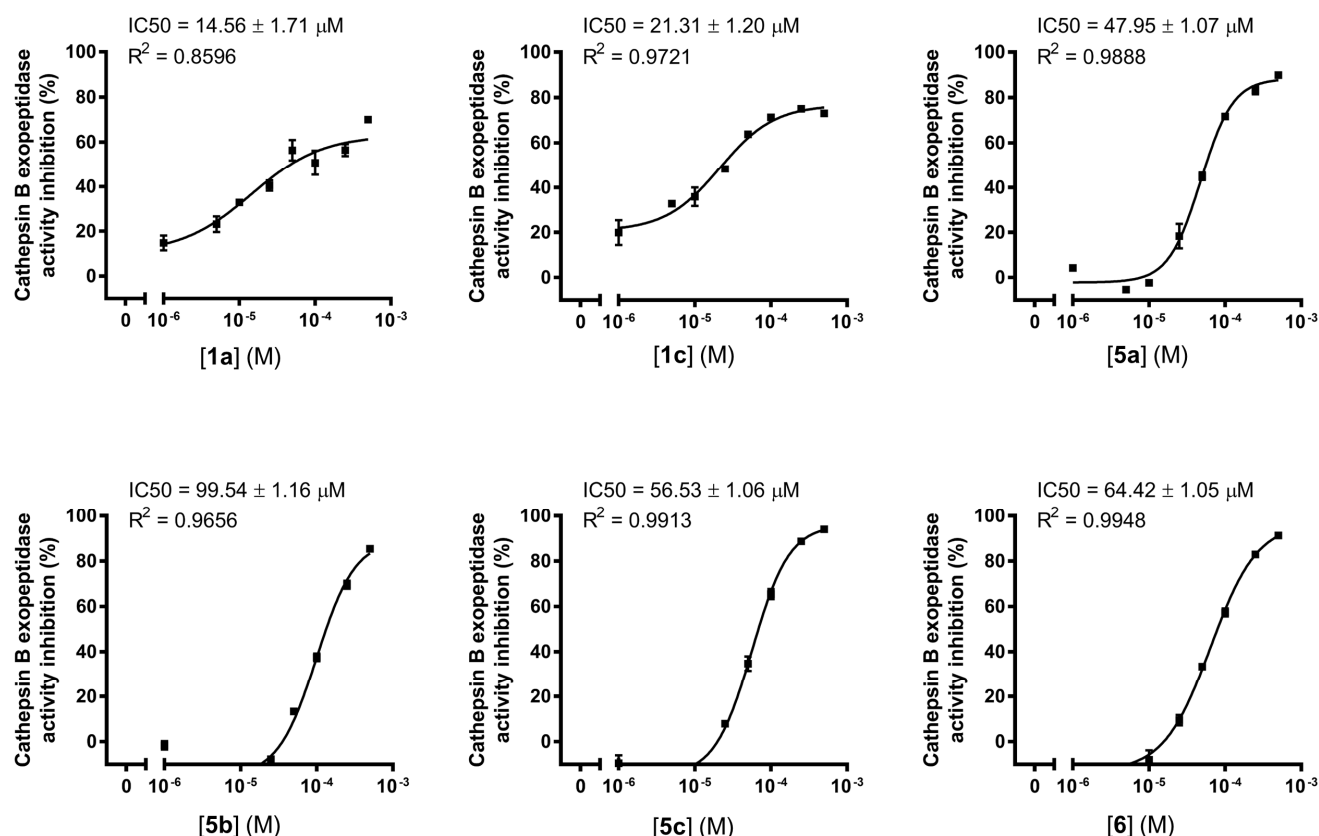 IC50 = 14.56 ± 1.71 μM
R² = 0.8596
Cathepsin B exopeptidase
activity inhibition (%)
100
80
60
40
20
0
0 10⁻⁶ 10⁻⁵ 10⁻⁴ 10⁻³
[1a] (M)
IC50 = 21.31 ± 1.20 μM
R² = 0.9721
Cathepsin B exopeptidase
activity inhibition (%)
100
80
60
40
20
0
0 10⁻⁶ 10⁻⁵ 10⁻⁴ 10⁻³
[1c] (M)
IC50 = 47.95 ± 1.07 μM
R² = 0.9888
Cathepsin B exopeptidase
activity inhibition (%)
100
80
60
40
20
0
0 10⁻⁶ 10⁻⁵ 10⁻⁴ 10⁻³
[5a] (M)
IC50 = 99.54 ± 1.16 μM
R² = 0.9656
Cathepsin B exopeptidase
activity inhibition (%)
100
80
60
40
20
0
0 10⁻⁶ 10⁻⁵ 10⁻⁴ 10⁻³
[5b] (M)
IC50 = 56.53 ± 1.06 μM
R² = 0.9913
Cathepsin B exopeptidase
activity inhibition (%)
100
80
60
40
20
0
0 10⁻⁶ 10⁻⁵ 10⁻⁴ 10⁻³
[5c] (M)
IC50 = 64.42 ± 1.05 μM
R² = 0.9948
Cathepsin B exopeptidase
activity inhibition (%)
100
80
60
40
20
0
0 10⁻⁶ 10⁻⁵ 10⁻⁴ 10⁻³
[6] (M)